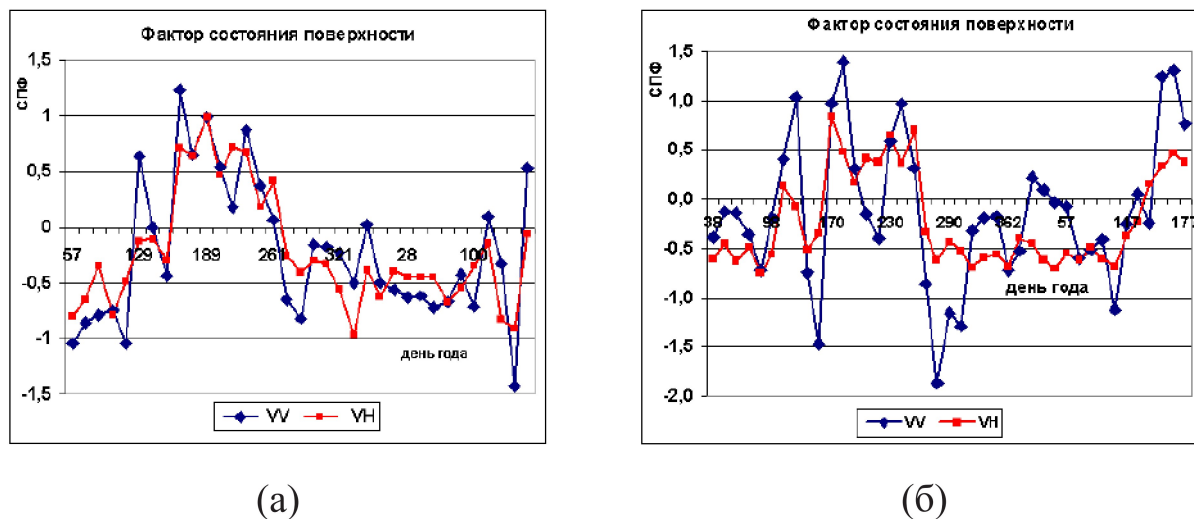 Фактор состояния поверхности
СПФ
1,5
1
0,5
0
-0,5
-1
-1,5
57 129 189 261 321 28 100
день года
VV VH
(а)
Фактор состояния поверхности
СПФ
1,5
1,0
0,5
0,0
-0,5
-1,0
-1,5
-2,0
38 98 170 230 290 362 57 147 177
день года
VV VH
(б)